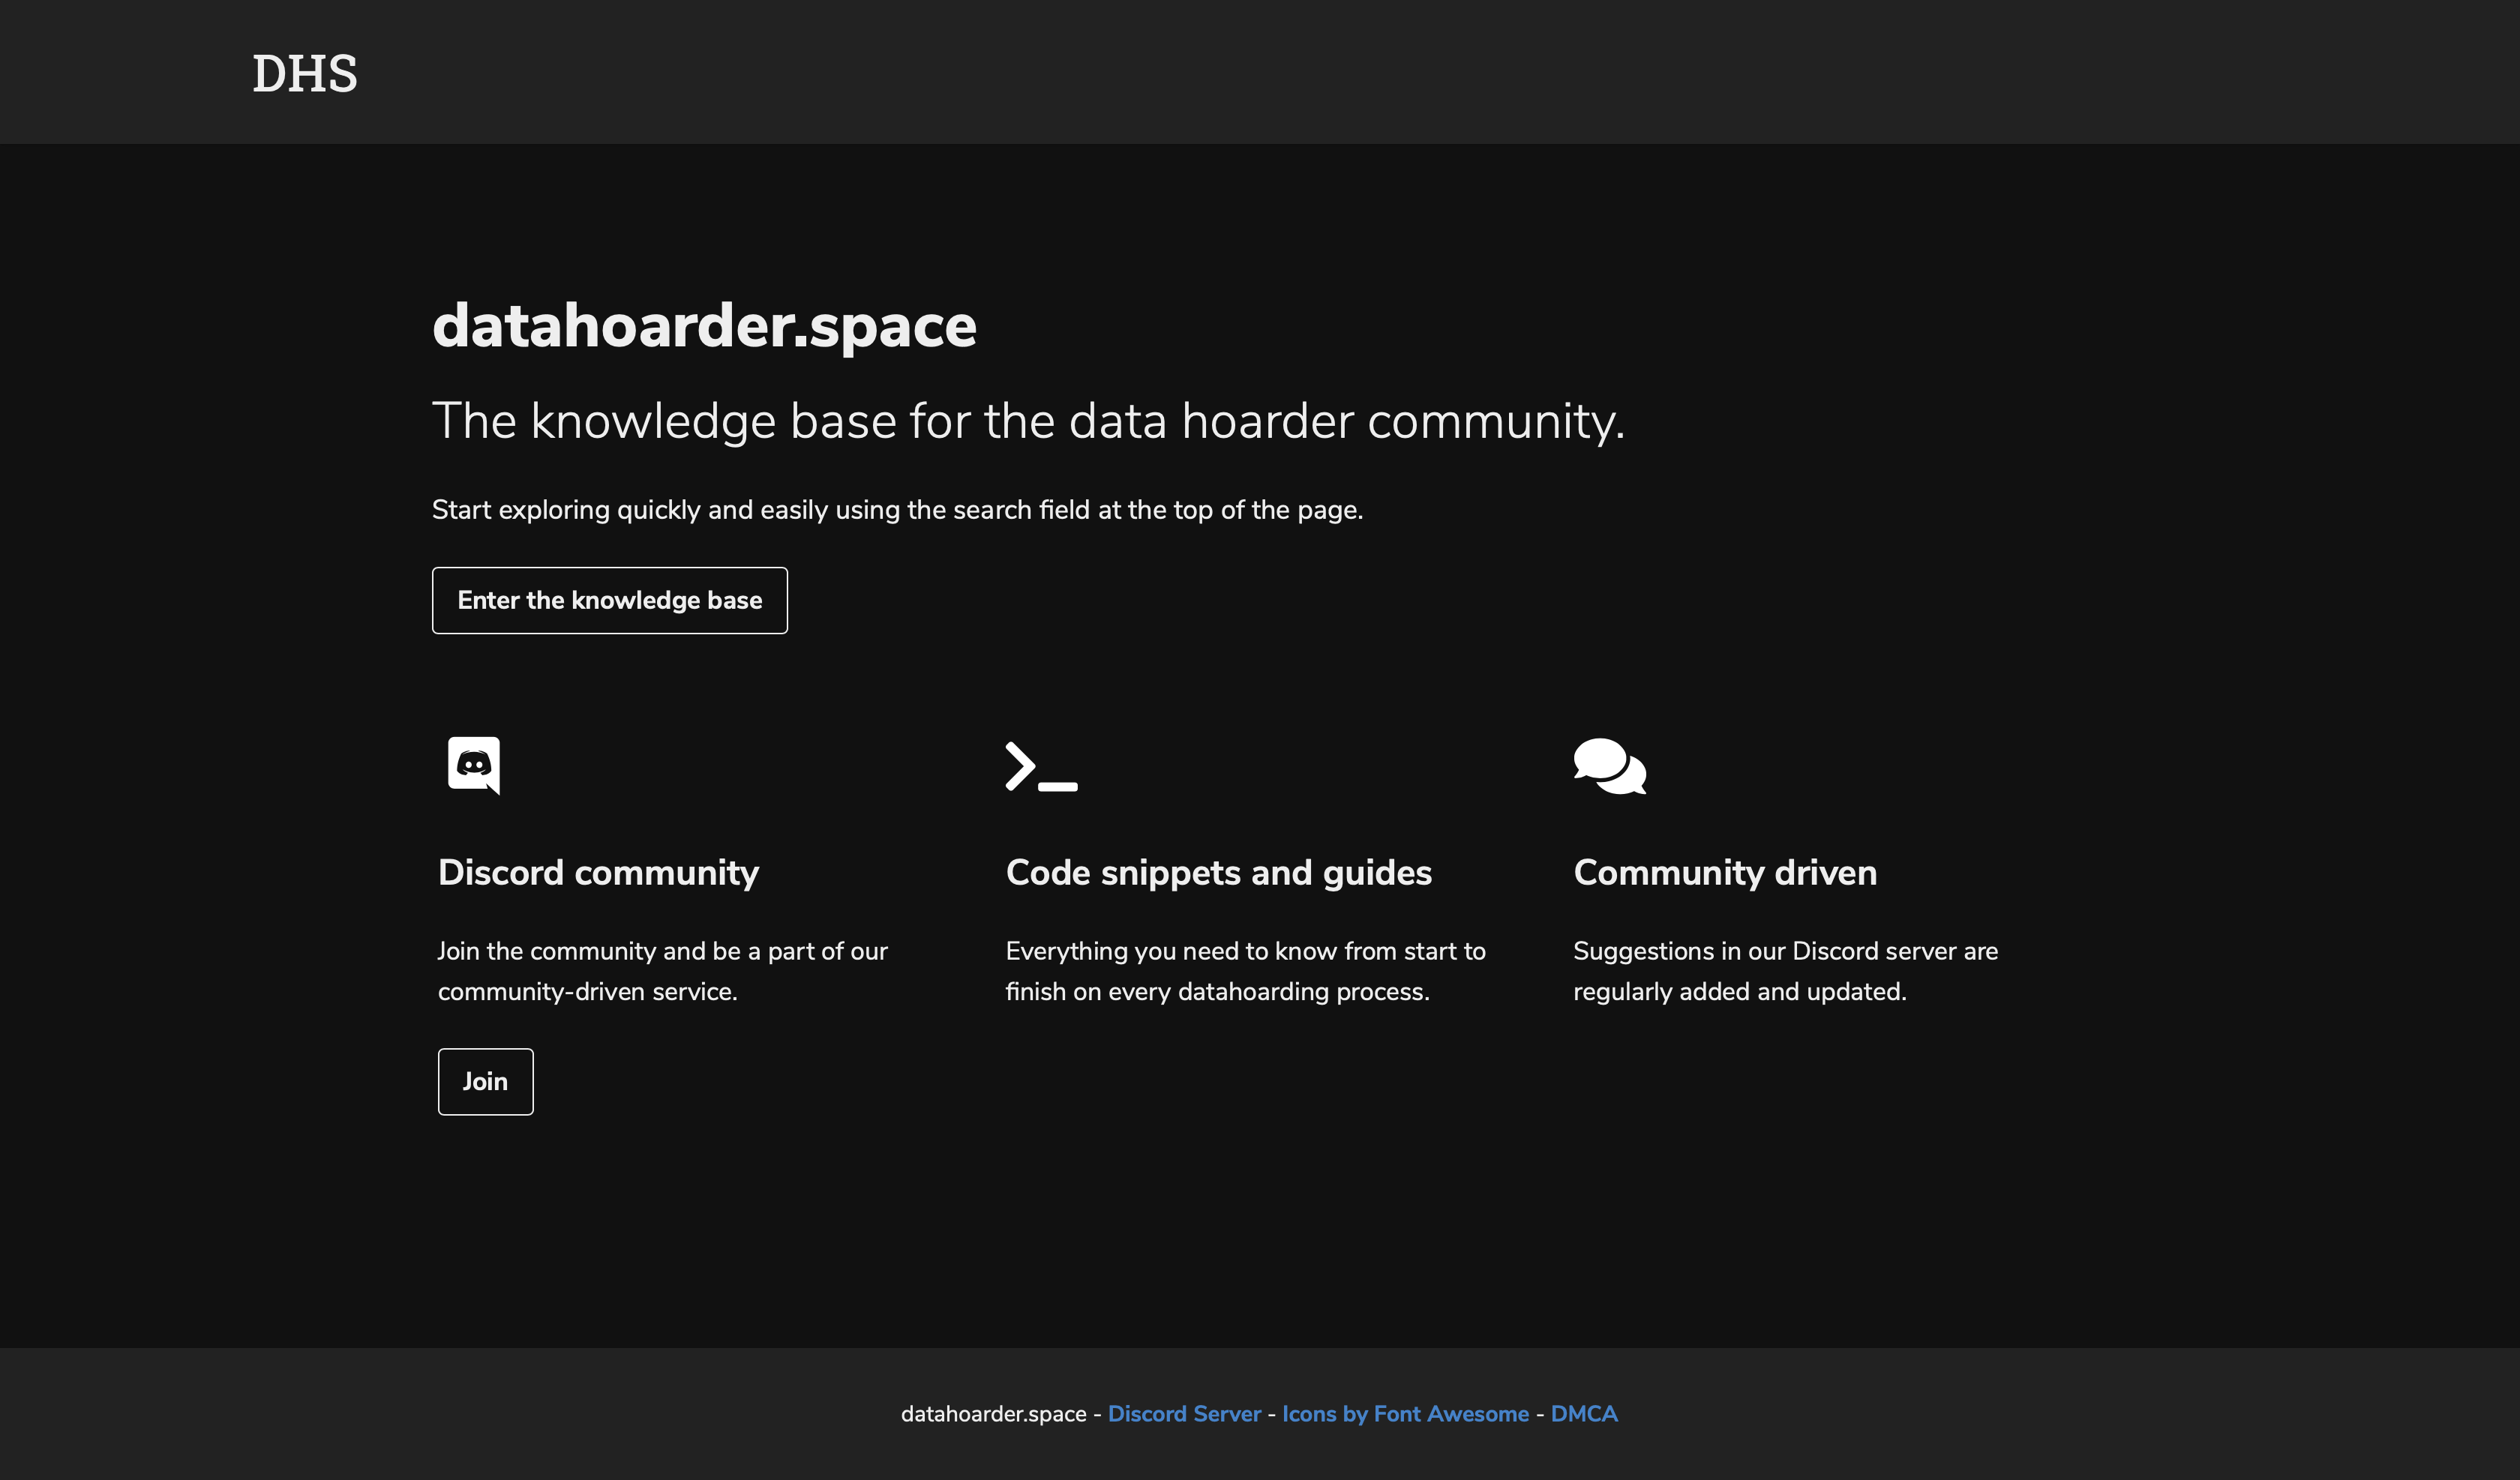 DHS
datahoarder.space
The knowledge base for the data hoarder community.
Start exploring quickly and easily using the search field at the top of the page.
Enter the knowledge base
Discord community
Join the community and be a part of our
community-driven service.
Join
Code snippets and guides
Everything you need to know from start to
finish on every datahoarding process.
Community driven
Suggestions in our Discord server are
regularly added and updated.
datahoarder.space - Discord Server - Icons by Font Awesome - DMCA